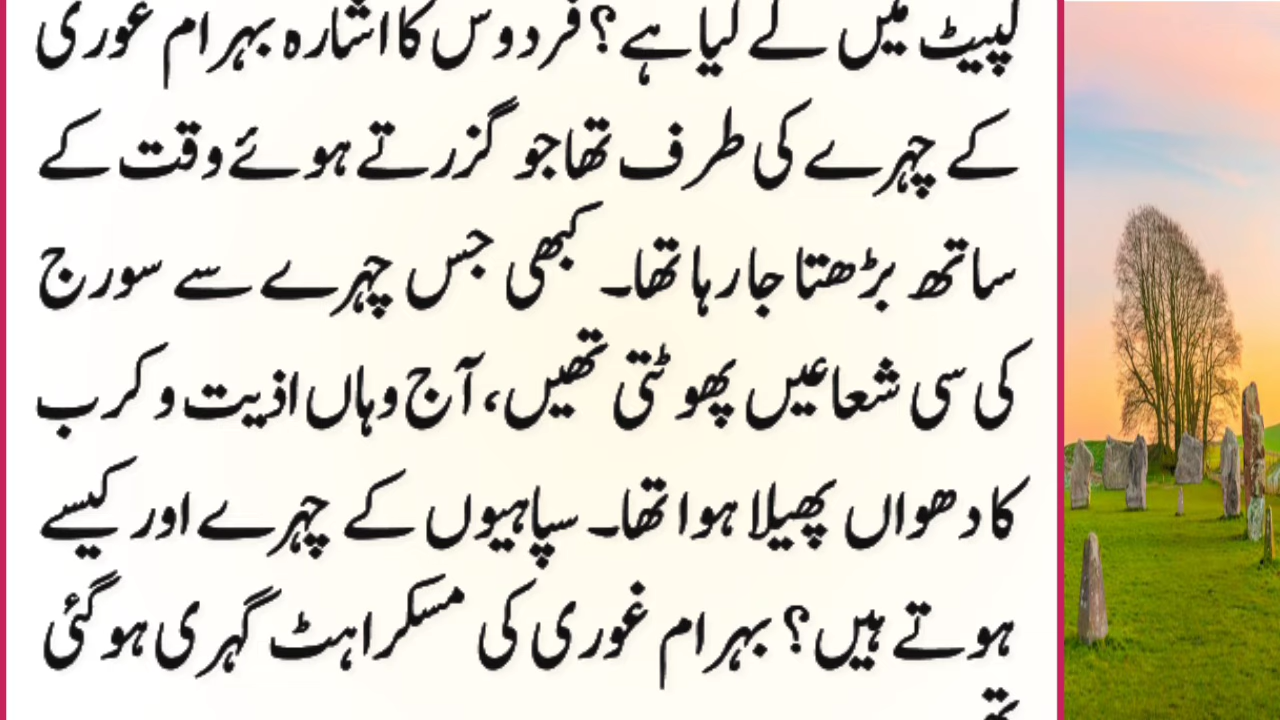 لپیٹ میں لے لیا ہے؟ فردوس کا اشارہ بہرام غوری
کے چہرے کی طرف تھا جو گزرتے ہوئے وقت کے
ساتھ بڑھتا جا رہا تھا۔ کبھی جس چہرے سے سورج
کی سی شعاعیں پھوٹتی تھیں، آج وہاں اذیت و کرب
کا دھواں پھیلا ہوا تھا۔ سپاہیوں کے چہرے اور کیسے
ہوتے ہیں؟ بہرام غوری کی مسکراہٹ گہری ہو گئی